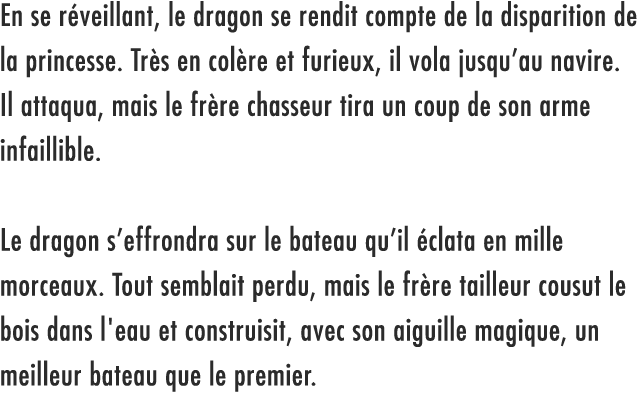 En se réveillant, le dragon se rendit compte de la disparition de
la princesse. Très en colère et furieux, il vola jusqu’au navire.
Il attaqua, mais le frère chasseur tira un coup de son arme
infaillible.
Le dragon s’effrondra sur le bateau qu’il éclata en mille
morceaux. Tout semblait perdu, mais le frère tailleur cousut le
bois dans l'eau et construisit, avec son aiguille magique, un
meilleur bateau que le premier.